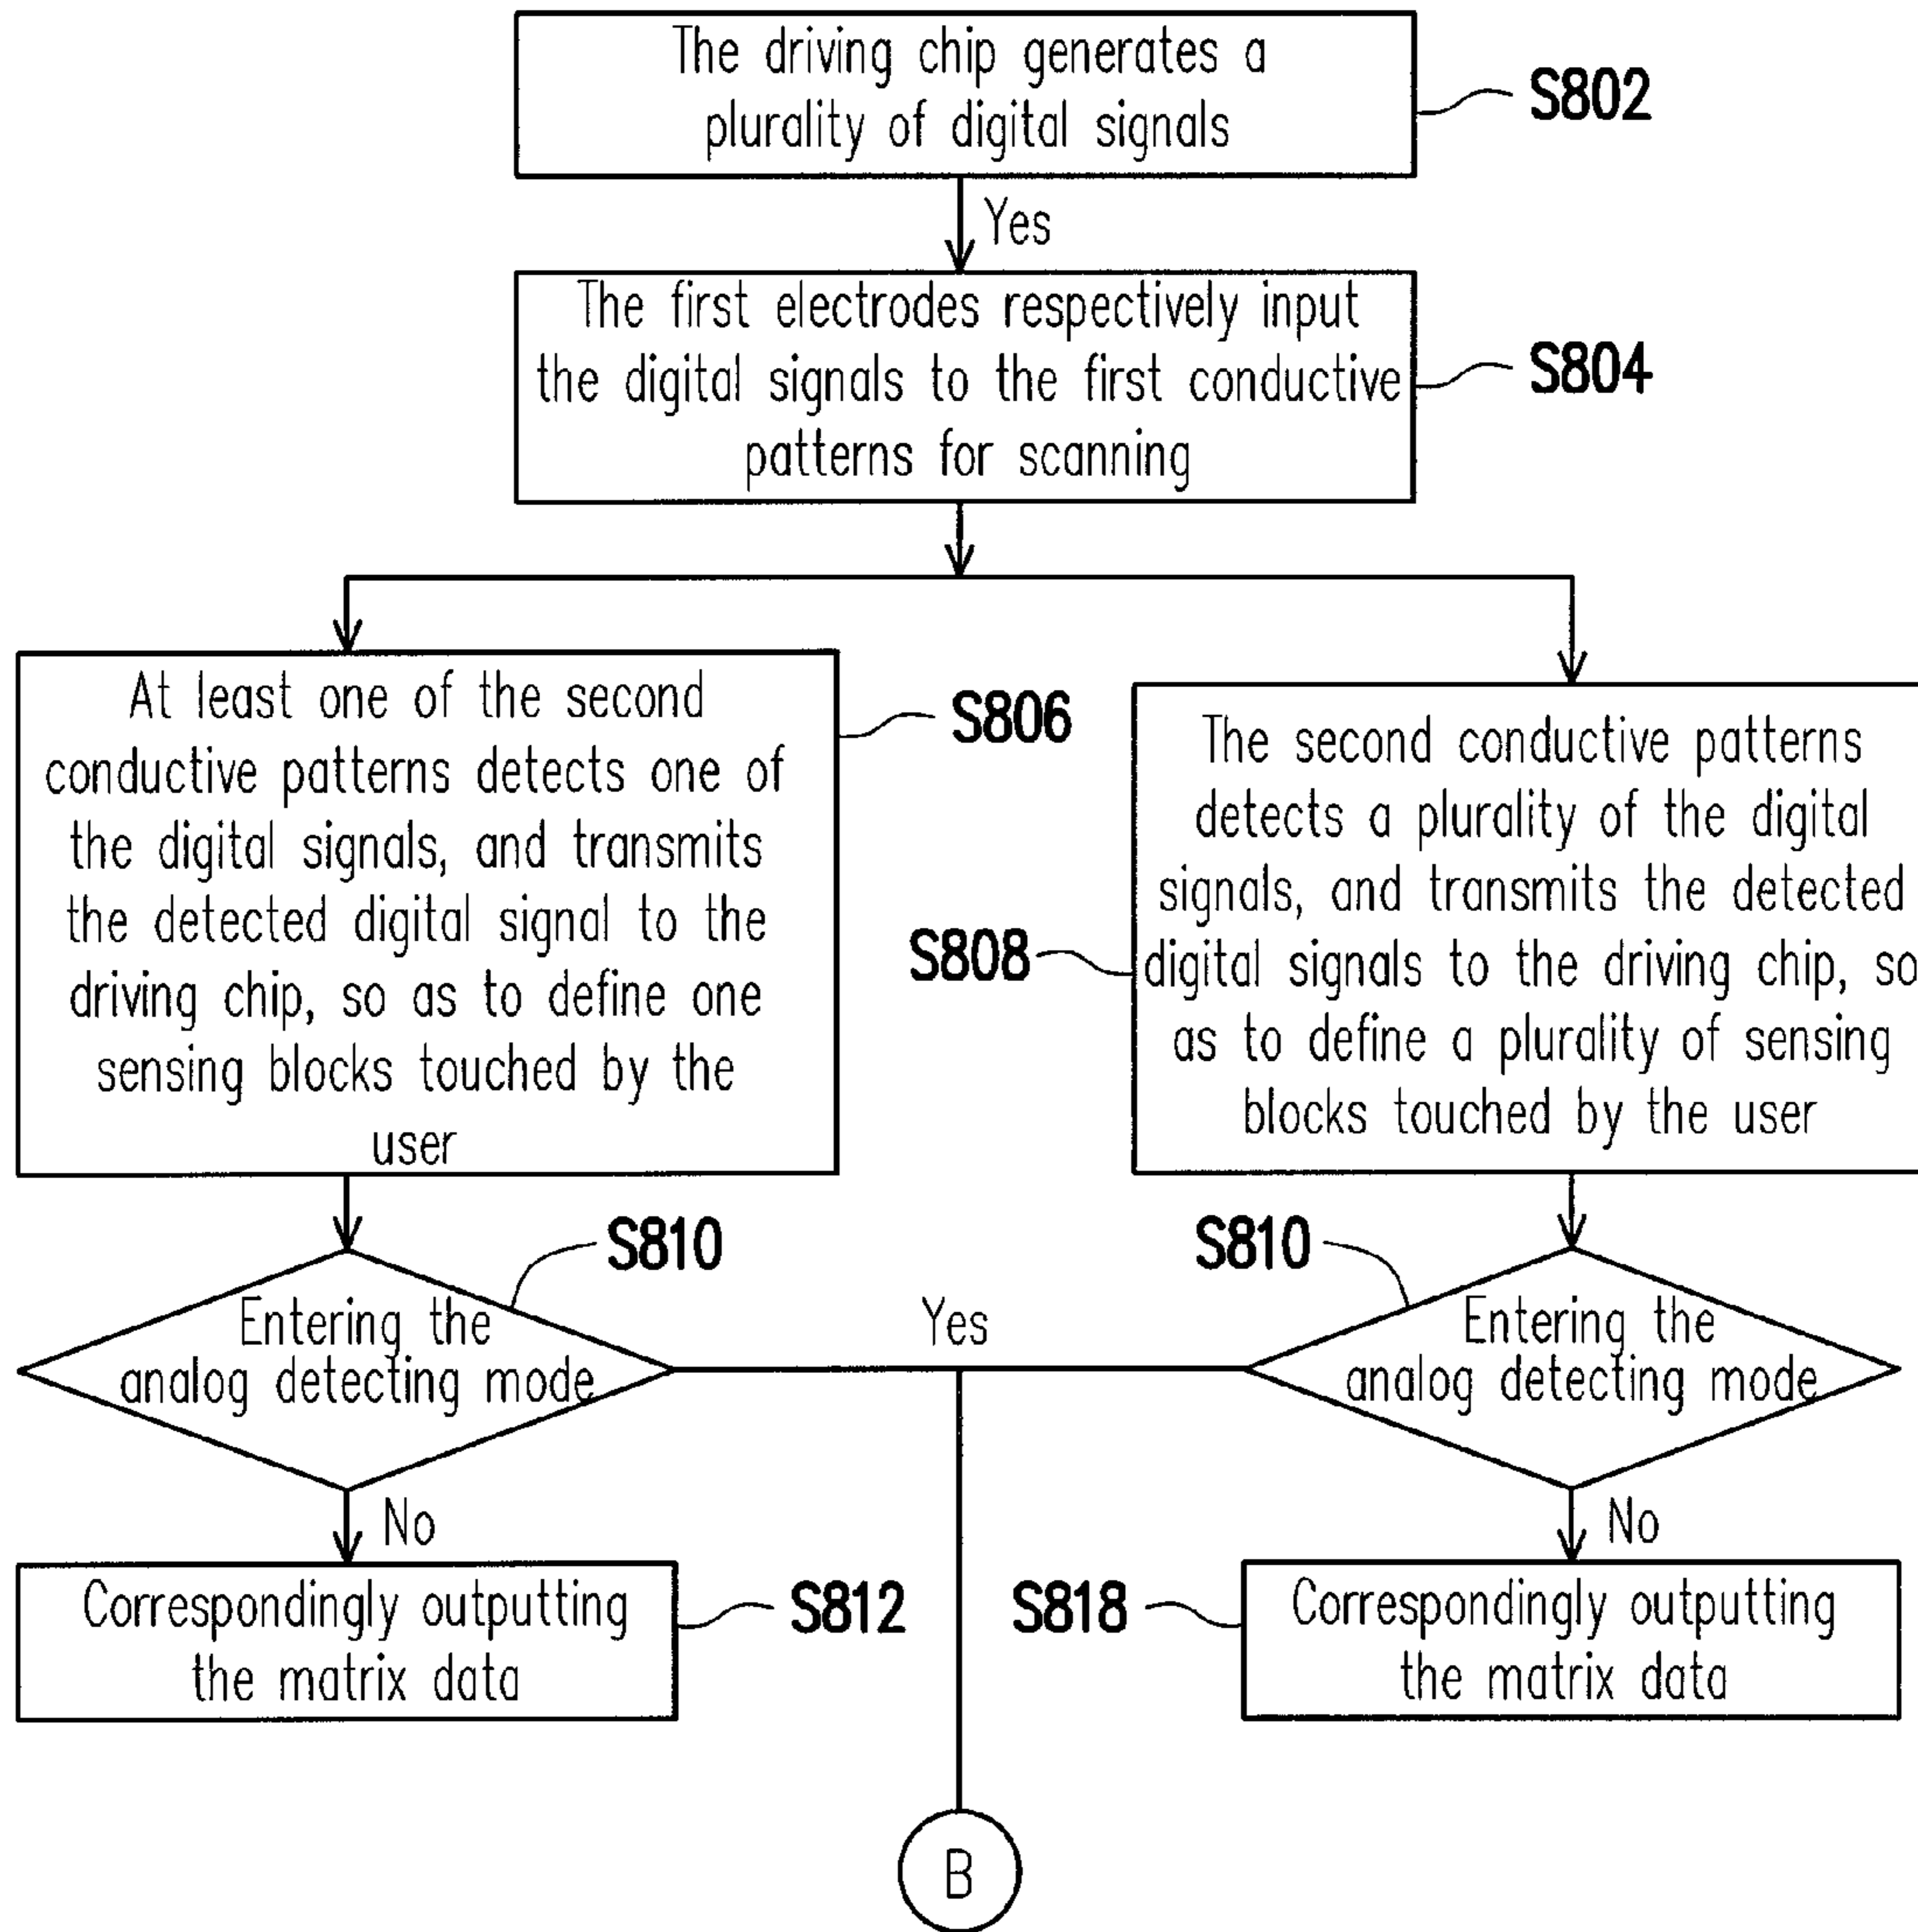 The driving chip generates a
plurality of digital signals
S802
Yes
The first electrodes respectively input
the digital signals to the first conductive
patterns for scanning
S804
At least one of the second
conductive patterns detects one of
the digital signals, and transmits
the detected digital signal to the
driving chip, so as to define one
sensing blocks touched by the
user
S806
The second conductive patterns
detects a plurality of the digital
signals, and transmits the detected
digital signals to the driving chip, so
as to define a plurality of sensing
blocks touched by the user
S808
Entering the
analog detecting mode
S810
Yes
Entering the
analog detecting mode
S810
No
No
Correspondingly outputting
the matrix data
S812
Correspondingly outputting
the matrix data
S818
B